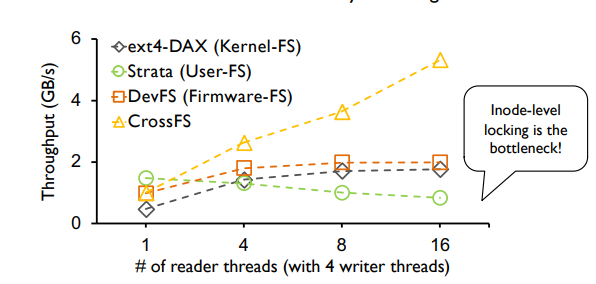 Throughput (GB/s)
6
4
2
0
ext4-DAX (Kernel-FS)
Strata (User-FS)
DevFS (Firmware-FS)
CrossFS
Inode-level
locking is the
bottleneck!
1 4 8 16
# of reader threads (with 4 writer threads)